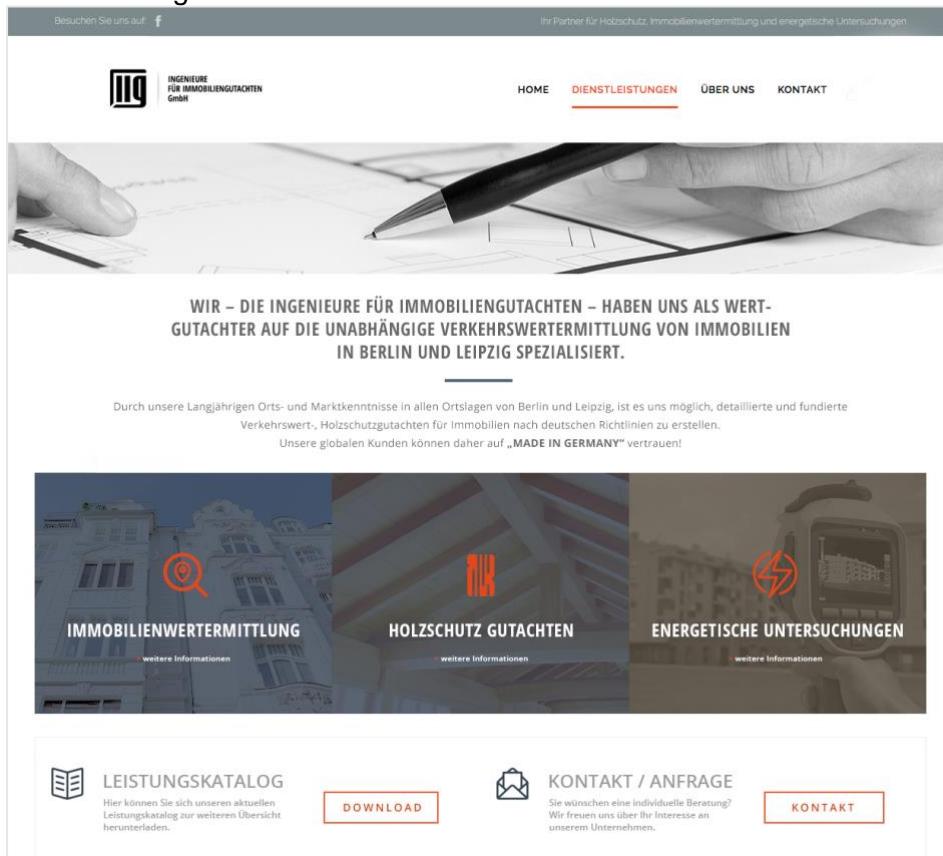 Besuchen Sie uns auf: f
Ihr Partner für Holzschutz, Immobilienwertermittlung und energetische Untersuchungen
INGENIEURE
FÜR IMMOBILIENGUTACHTEN
GmbH
HOME DIENSTLEISTUNGEN ÜBER UNS KONTAKT
WIR – DIE INGENIEURE FÜR IMMOBILIENGUTACHTEN – HABEN UNS ALS WERT-
GUTACHTER AUF DIE UNABHÄNGIGE VERKEHRSWERTERMITTLUNG VON IMMOBILIEN
IN BERLIN UND LEIPZIG SPEZIALISIERT.
Durch unsere Langjährigen Orts- und Marktkenntnisse in allen Ortslagen von Berlin und Leipzig, ist es uns möglich, detaillierte und fundierte
Verkehrswert-, Holzschutzgutachten für Immobilien nach deutschen Richtlinien zu erstellen.
Unsere globalen Kunden können daher auf „MADE IN GERMANY“ vertrauen!
IMMOBILIENWERTERMITTLUNG
weitere Informationen
HOLZSCHUTZ GUTACHTEN
weitere Informationen
ENERGETISCHE UNTERSUCHUNGEN
weitere Informationen
LEISTUNGSKATALOG
Hier können Sie sich unseren aktuellen
Leistungskatalog zur weiteren Übersicht
herunterladen.
DOWNLOAD
KONTAKT / ANFRAGE
Sie wünschen eine individuelle Beratung?
Wir freuen uns über Ihr Interesse an
unserem Unternehmen.
KONTAKT